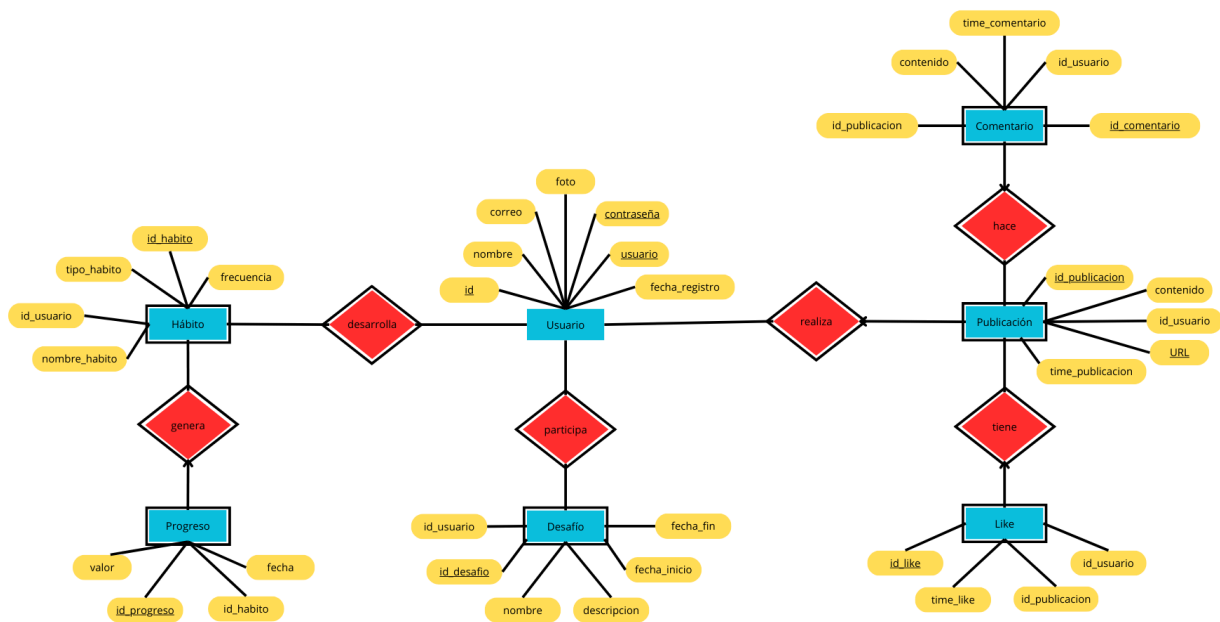 time_comentario
contenido
id_usuario
id_publicacion
Comentario
id_comentario
foto
correo
contraseña
hace
id_habito
nombre
usuario
tipo_habito
frecuencia
id_publicacion
id
fecha_registro
contenido
id_usuario
Hábito
desarrolla
Usuario
realiza
Publicación
id_usuario
nombre_habito
URL
time_publicacion
genera
participa
tiene
id_usuario
Progreso
Desafío
fecha_fin
Like
valor
fecha
id_desafio
fecha_inicio
id_like
id_usuario
id_progreso
id_habito
nombre
descripcion
time_like
id_publicacion